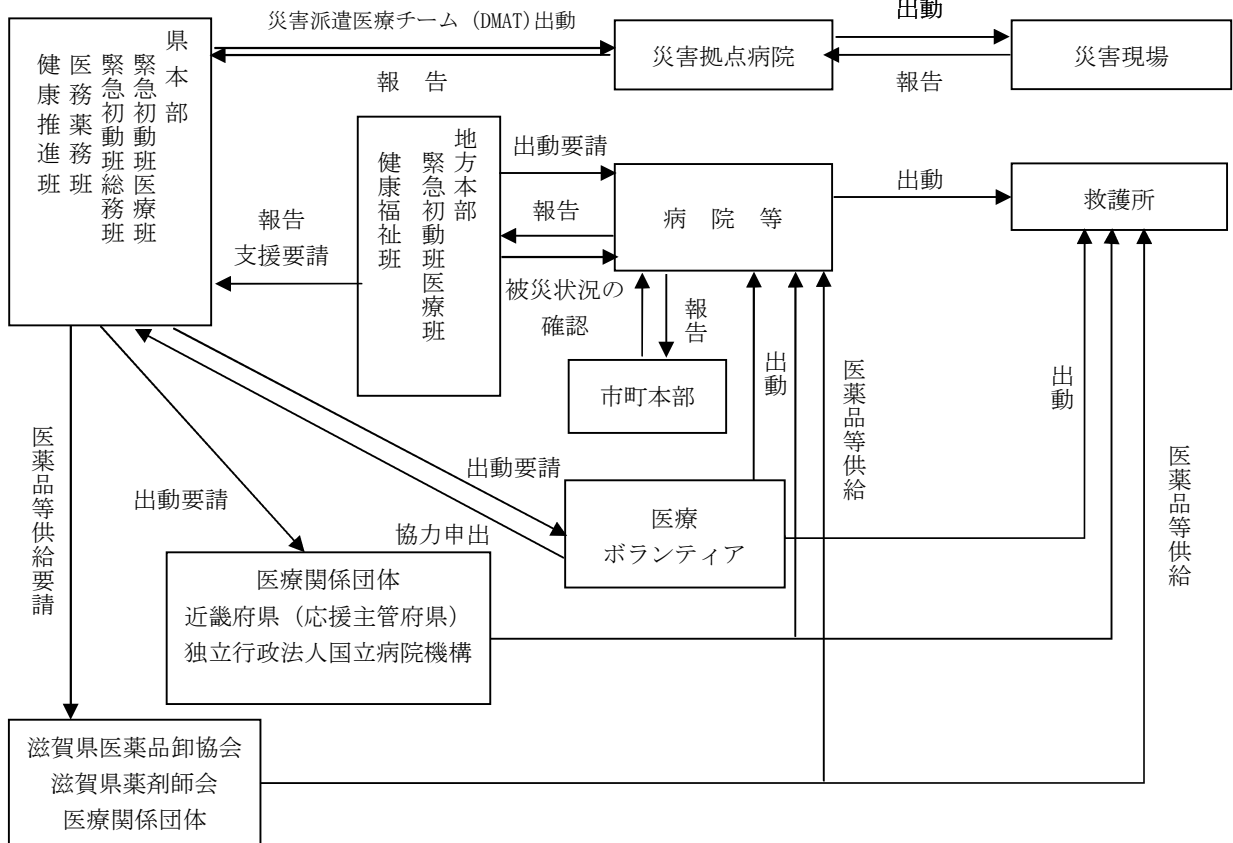 災害派遣医療チーム (DMAT)出動
出動
県本部
緊急初動班医療班
緊急初動班総務班
医務薬務班
健康推進班
災害拠点病院
災害現場
報　告
報告
地方本部
緊急初動班医療班
健康福祉班
出動要請
報告
病　院　等
出動
救護所
報告
支援要請
被災状況の
確認
報告
市町本部
出動
医薬品等供給
出動
医薬品等供給
医薬品等供給要請
出動要請
出動要請
協力申出
医療
ボランティア
医療関係団体
近畿府県（応援主管府県）
独立行政法人国立病院機構
滋賀県医薬品卸協会
滋賀県薬剤師会
医療関係団体